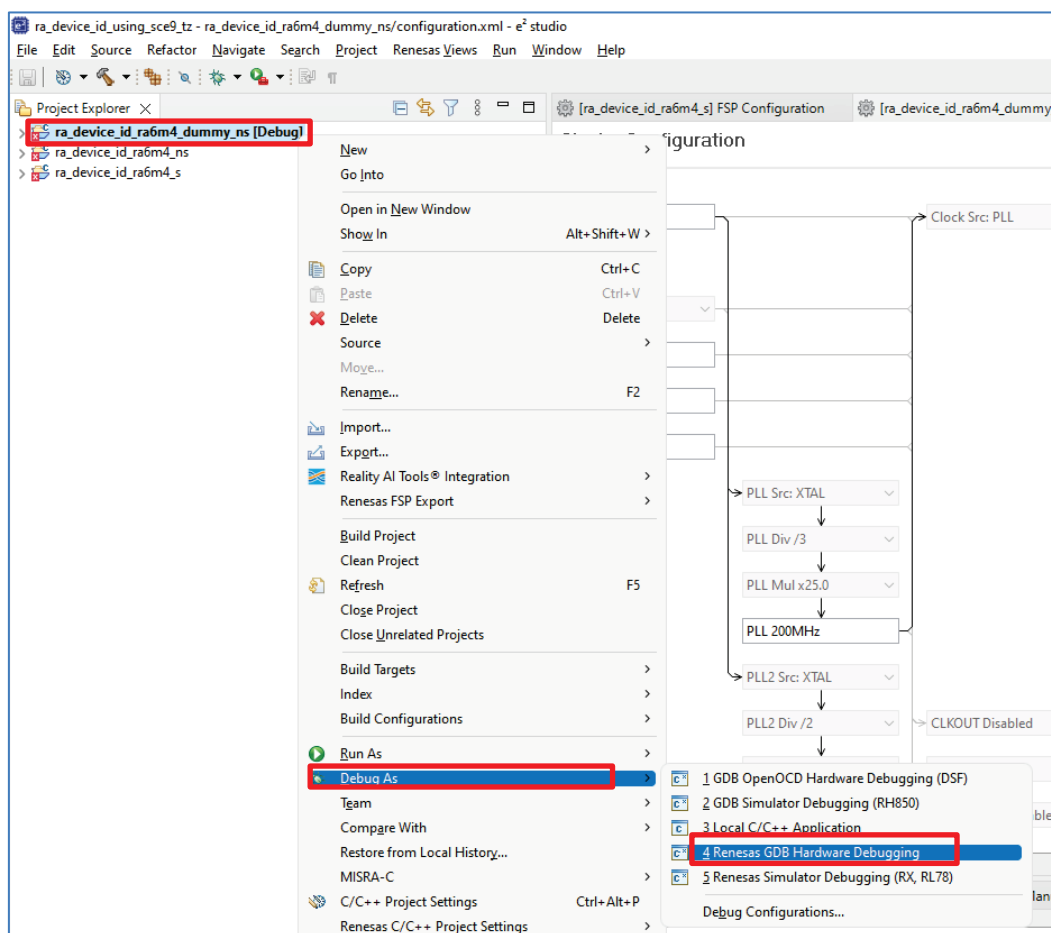 ra_device_id_using_sce9_tz - ra_device_id_ra6m4_dummy_ns/configuration.xml - e² studio
File Edit Source Refactor Navigate Search Project Renesas Views Run Window Help
Project Explorer
[ra_device_id_ra6m4_s] FSP Configuration
[ra_device_id_ra6m4_dummy
ra_device_id_ra6m4_dummy_ns [Debug]
ra_device_id_ra6m4_ns
ra_device_id_ra6m4_s
iguration
New
Go Into
Open in New Window
Show In Alt+Shift+W >
Copy Ctrl+C
Paste Ctrl+V
Delete Delete
Source
Move...
Rename... F2
Import...
Export...
Reality AI Tools® Integration
Renesas FSP Export
Build Project
Clean Project
Refresh F5
Close Project
Close Unrelated Projects
Build Targets
Index
Build Configurations
Run As
Debug As
Team
Compare With
Restore from Local History...
MISRA-C
C/C++ Project Settings Ctrl+Alt+P
Renesas C/C++ Project Settings
Clock Src: PLL
PLL Src: XTAL
PLL Div /3
PLL Mul x25.0
PLL 200MHz
PLL2 Src: XTAL
PLL2 Div /2
CLKOUT Disabled
1 GDB OpenOCD Hardware Debugging (DSF)
2 GDB Simulator Debugging (RH850)
3 Local C/C++ Application
4 Renesas GDB Hardware Debugging
5 Renesas Simulator Debugging (RX, RL78)
Debug Configurations...